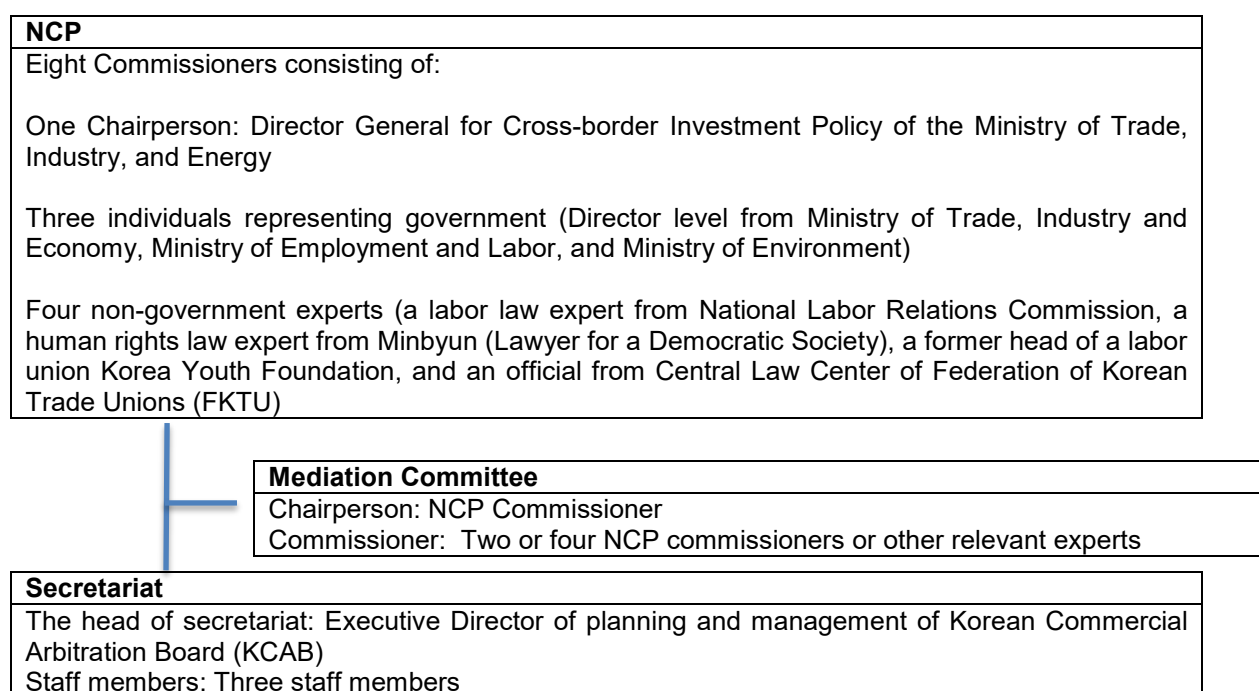 NCP
Eight Commissioners consisting of:
One Chairperson: Director General for Cross-border Investment Policy of the Ministry of Trade,
Industry, and Energy
Three individuals representing government (Director level from Ministry of Trade, Industry and
Economy, Ministry of Employment and Labor, and Ministry of Environment)
Four non-government experts (a labor law expert from National Labor Relations Commission, a
human rights law expert from Minbyun (Lawyer for a Democratic Society), a former head of a labor
union Korea Youth Foundation, and an official from Central Law Center of Federation of Korean
Trade Unions (FKTU)
Mediation Committee
Chairperson: NCP Commissioner
Commissioner: Two or four NCP commissioners or other relevant experts
Secretariat
The head of secretariat: Executive Director of planning and management of Korean Commercial
Arbitration Board (KCAB)
Staff members: Three staff members